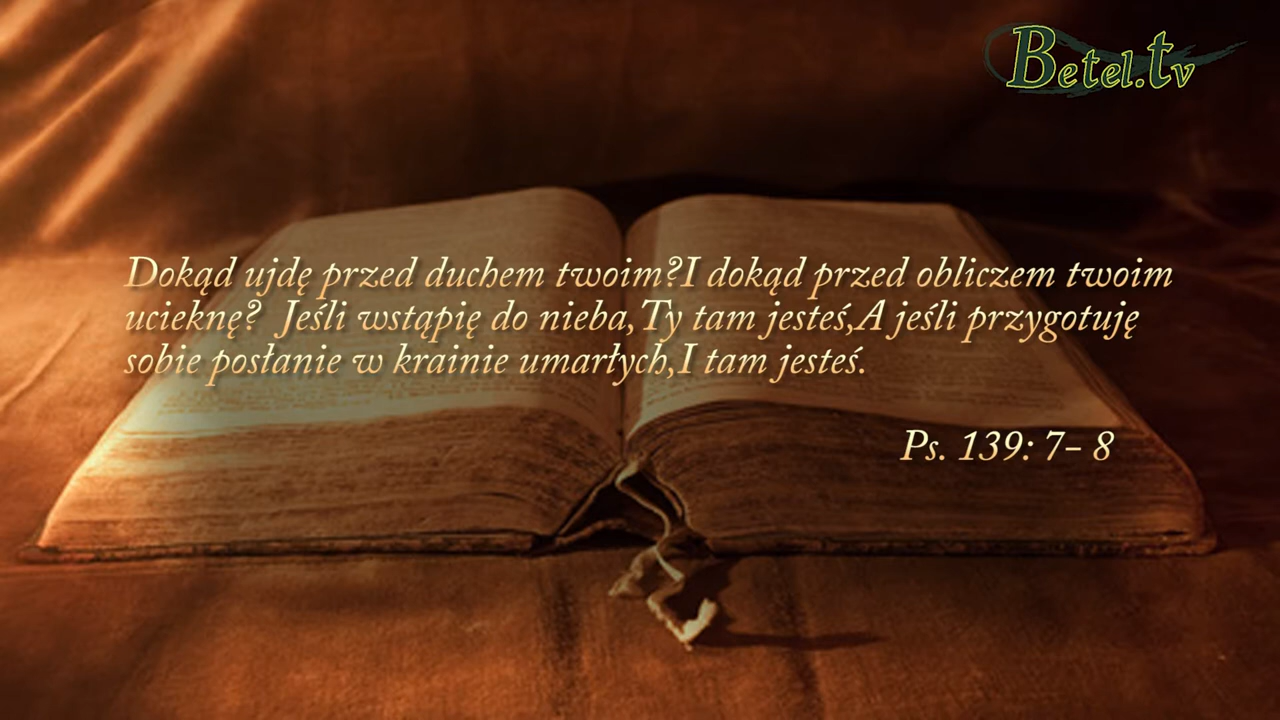 Betel.tv
Dokąd ujdę przed duchem twoim?I dokąd przed obliczem twoim
ucieknę?  Jeśli wstąpię do nieba,Ty tam jesteś,A jeśli przygotuję
sobie posłanie w krainie umarłych,I tam jesteś.
Ps. 139: 7- 8